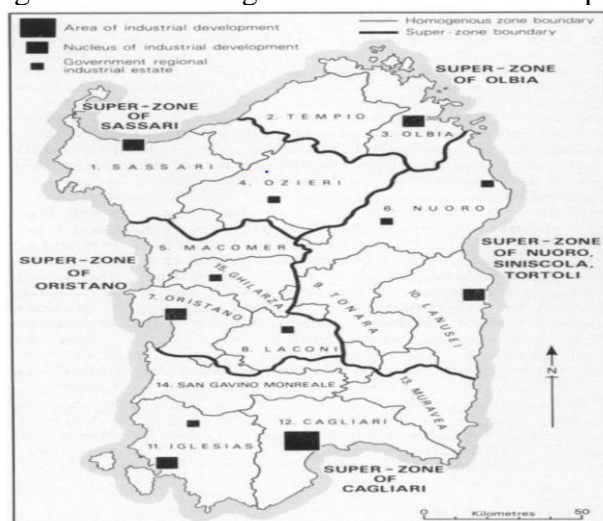 Area of industrial development
Nucleus of industrial development
Government regional
industrial estate
Homogenous zone boundary
Super-zone boundary
SUPER-ZONE
OF OLBIA
SUPER-ZONE
OF
SASSARI
2. TEMPIO
3. OLBIA
1. SASSARI
4. OZIERI
6. NUORO
5. MACOMER
SUPER-ZONE
OF
ORISTANO
SUPER-ZONE
OF NUORO,
SINISCOLA,
TORTOLI
15. GHILARZA
9. TONARA
10. LANUSEI
7. ORISTANO
8. LACONI
N
14. SAN GAVINO MONREALE
13. MURAVEA
12. CAGLIARI
11. IGLESIAS
SUPER-ZONE
OF
CAGLIARI
0 Kilometres 50